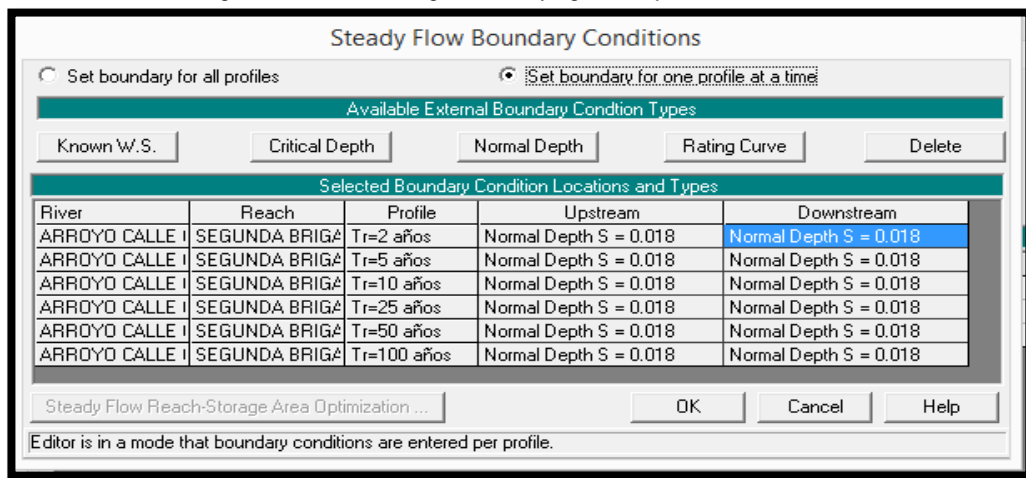 Steady Flow Boundary Conditions
Set boundary for all profiles Set boundary for one profile at a time
Available External Boundary Condtion Types
Known W.S. Critical Depth Normal Depth Rating Curve Delete
Selected Boundary Condition Locations and Types
River Reach Profile Upstream Downstream
ARROYO CALLE SEGUNDA BRIGA Tr=2 años Normal Depth S = 0.018 Normal Depth S = 0.018
ARROYO CALLE SEGUNDA BRIGA Tr=5 años Normal Depth S = 0.018 Normal Depth S = 0.018
ARROYO CALLE SEGUNDA BRIGA Tr=10 años Normal Depth S = 0.018 Normal Depth S = 0.018
ARROYO CALLE SEGUNDA BRIGA Tr=25 años Normal Depth S = 0.018 Normal Depth S = 0.018
ARROYO CALLE SEGUNDA BRIGA Tr=50 años Normal Depth S = 0.018 Normal Depth S = 0.018
ARROYO CALLE SEGUNDA BRIGA Tr=100 años Normal Depth S = 0.018 Normal Depth S = 0.018
Steady Flow Reach-Storage Area Optimization ... OK Cancel Help
Editor is in a mode that boundary conditions are entered per profile.